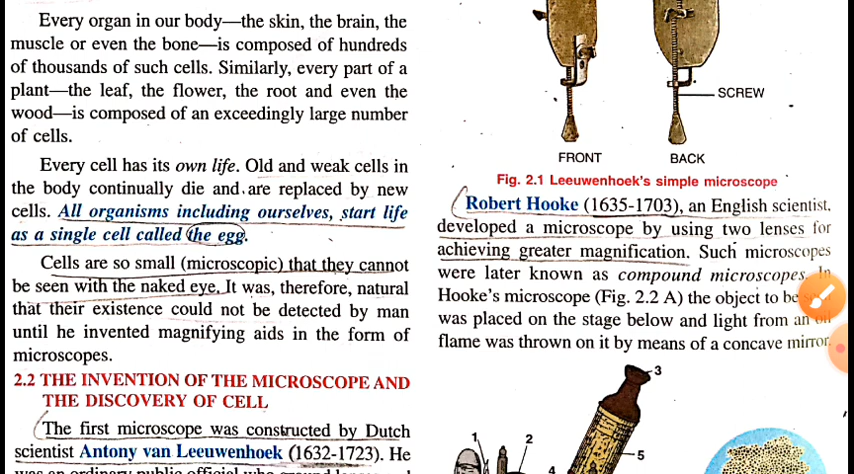 Every organ in our body—the skin, the brain, the
muscle or even the bone—is composed of hundreds
of thousands of such cells. Similarly, every part of a
plant—the leaf, the flower, the root and even the
wood—is composed of an exceedingly large number
of cells.
Every cell has its own life. Old and weak cells in
the body continually die and are replaced by new
cells. All organisms including ourselves, start life
as a single cell called the egg.
Cells are so small (microscopic) that they cannot
be seen with the naked eye. It was, therefore, natural
that their existence could not be detected by man
until he invented magnifying aids in the form of
microscopes.
2.2 THE INVENTION OF THE MICROSCOPE AND
THE DISCOVERY OF CELL
The first microscope was constructed by Dutch
scientist Antony van Leeuwenhoek (1632-1723). He
was an ordinary public official who ground
SCREW
FRONT
BACK
Fig. 2.1 Leeuwenhoek's simple microscope
Robert Hooke (1635-1703), an English scientist,
developed a microscope by using two lenses for
achieving greater magnification. Such microscopes
were later known as compound microscopes. In
Hooke's microscope (Fig. 2.2 A) the object to be
was placed on the stage below and light from an oil
flame was thrown on it by means of a concave mirror.
3
1
2
5
4